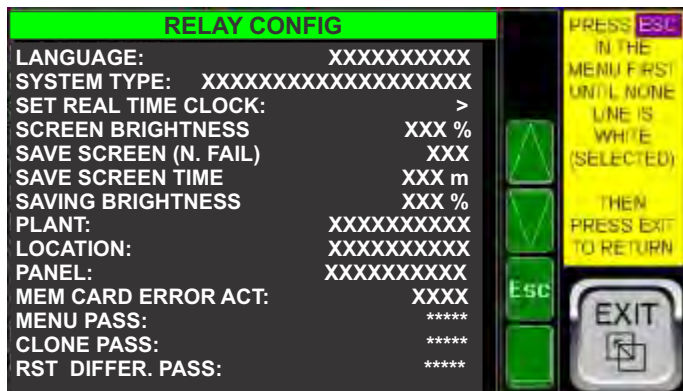 RELAY CONFIG
LANGUAGE: XXXXXXXXXX
SYSTEM TYPE: XXXXXXXXXXXXXXXXXXX
SET REAL TIME CLOCK: >
SCREEN BRIGHTNESS XXX %
SAVE SCREEN (N. FAIL) XXX
SAVE SCREEN TIME XXX m
SAVING BRIGHTNESS XXX %
PLANT: XXXXXXXXXX
LOCATION: XXXXXXXXXX
PANEL: XXXXXXXXXX
MEM CARD ERROR ACT: XXXX
MENU PASS: *****
CLONE PASS: *****
RST DIFFER. PASS: *****
Esc
PRESS ESC
IN THE
MENU FIRST
UNTIL NONE
LINE IS
WHITE
(SELECTED)
THEN
PRESS EXIT
TO RETURN
EXIT